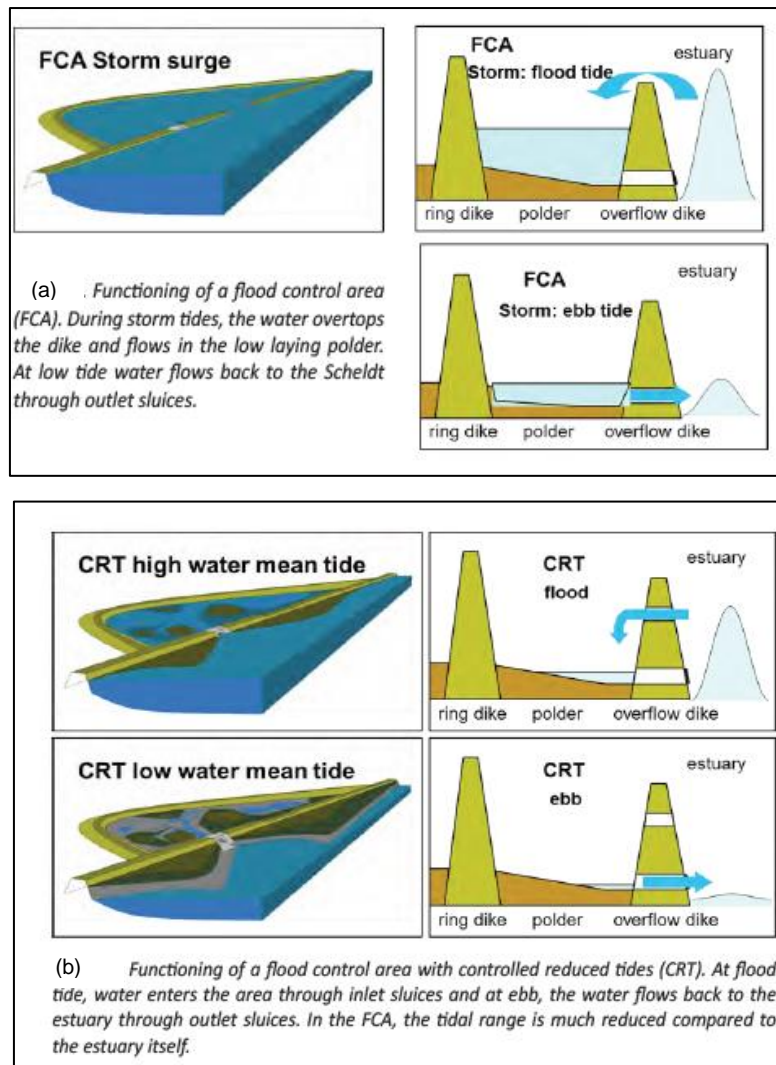 FCA Storm surge
FCA
Storm: flood tide
estuary
ring dike polder overflow dike
FCA
Storm: ebb tide
estuary
ring dike polder overflow dike
(a) . Functioning of a flood control area
(FCA). During storm tides, the water overtops
the dike and flows in the low laying polder.
At low tide water flows back to the Scheldt
through outlet sluices.
CRT high water mean tide
CRT
flood
estuary
ring dike polder overflow dike
CRT low water mean tide
CRT
ebb
estuary
ring dike polder overflow dike
(b) Functioning of a flood control area with controlled reduced tides (CRT). At flood
tide, water enters the area through inlet sluices and at ebb, the water flows back to the
estuary through outlet sluices. In the FCA, the tidal range is much reduced compared to
the estuary itself.